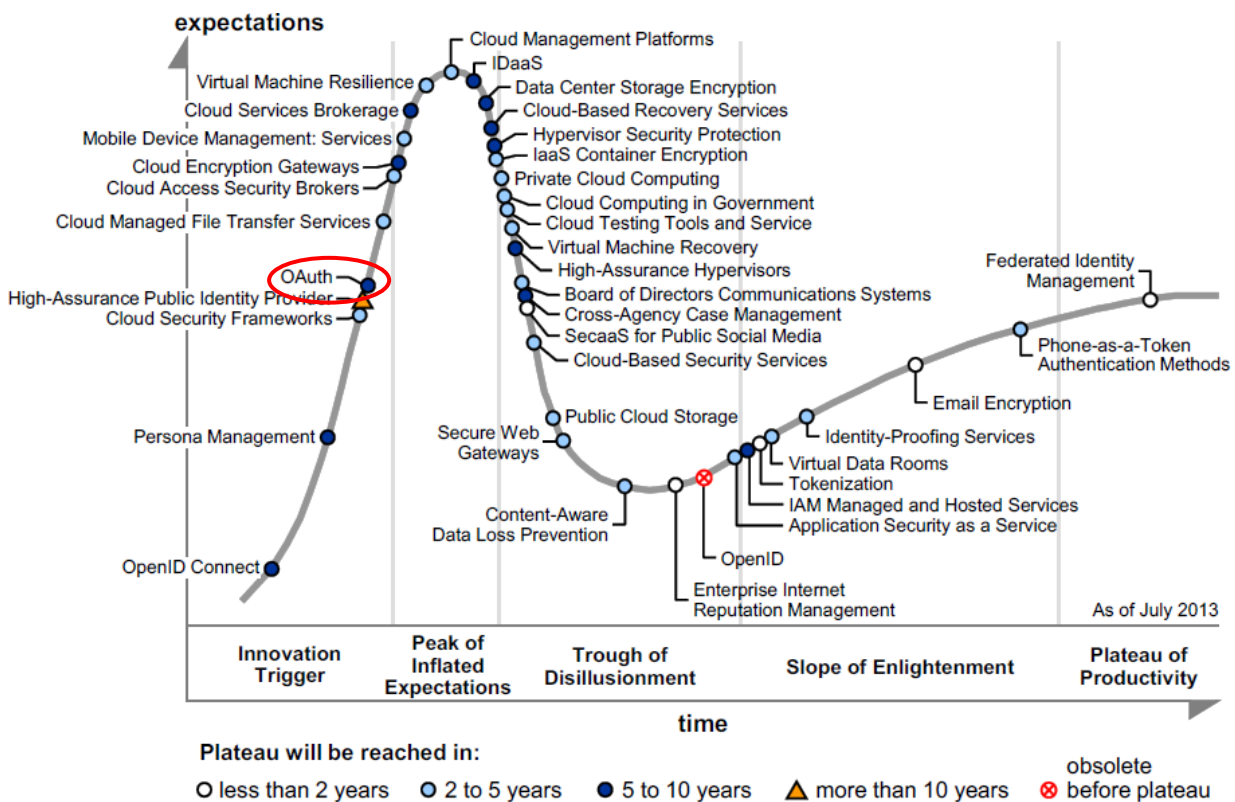 expectations
Cloud Management Platforms
IDaaS
Virtual Machine Resilience
Data Center Storage Encryption
Cloud Services Brokerage
Cloud-Based Recovery Services
Mobile Device Management: Services
Hypervisor Security Protection
Cloud Encryption Gateways
IaaS Container Encryption
Cloud Access Security Brokers
Private Cloud Computing
Cloud Computing in Government
Cloud Managed File Transfer Services
Cloud Testing Tools and Service
Virtual Machine Recovery
OAuth
High-Assurance Hypervisors
High-Assurance Public Identity Provider
Board of Directors Communications Systems
Cloud Security Frameworks
Cross-Agency Case Management
SecaaS for Public Social Media
Cloud-Based Security Services
Federated Identity
Management
Phone-as-a-Token
Authentication Methods
Email Encryption
Public Cloud Storage
Persona Management
Secure Web
Gateways
Identity-Proofing Services
Virtual Data Rooms
Tokenization
IAM Managed and Hosted Services
Application Security as a Service
Content-Aware
Data Loss Prevention
OpenID
OpenID Connect
Enterprise Internet
Reputation Management
As of July 2013
Innovation
Trigger
Peak of
Inflated
Expectations
Trough of
Disillusionment
Slope of Enlightenment
Plateau of
Productivity
time
Plateau will be reached in:
less than 2 years
2 to 5 years
5 to 10 years
more than 10 years
obsolete
before plateau